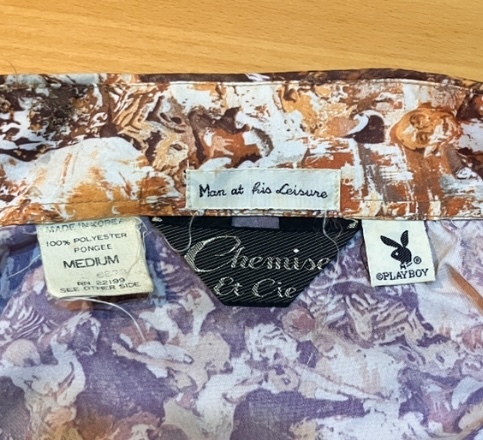 Man at his Leisure
MADE IN KOREA
100% POLYESTER
PONGEE
MEDIUM
RN 22199
SEE OTHER SIDE
Chemise
Et Cie
©PLAYBOY